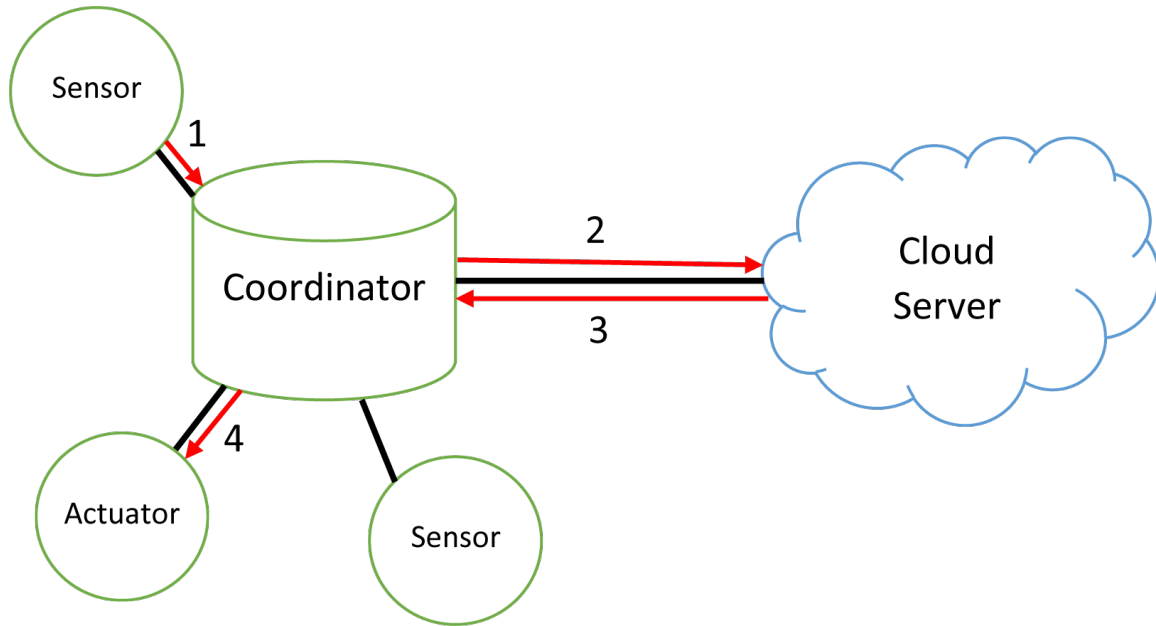 Sensor
1
2
Coordinator
Cloud
Server
3
4
Actuator
Sensor